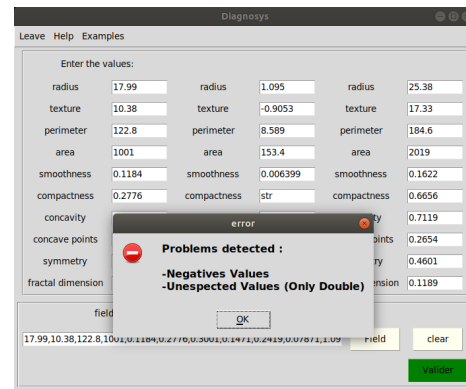 Diagnosys
Leave Help Examples
Enter the values:
radius 17.99 radius 1.095 radius 25.38
texture 10.38 texture -0.9053 texture 17.33
perimeter 122.8 perimeter 8.589 perimeter 184.6
area 1001 area 153.4 area 2019
smoothness 0.1184 smoothness 0.006399 smoothness 0.1622
compactness 0.2776 compactness str compactness 0.6656
concavity error ty 0.7119
concave points Problems detected : oints 0.2654
symmetry -Negatives Values ry 0.4601
fractal dimension -Unespected Values (Only Double) ension 0.1189
field OK
17.99,10.38,122.8,1001,0.1184,0.2776,0.3001,0.1471,0.2419,0.07871,1.09 Field clear
Valider